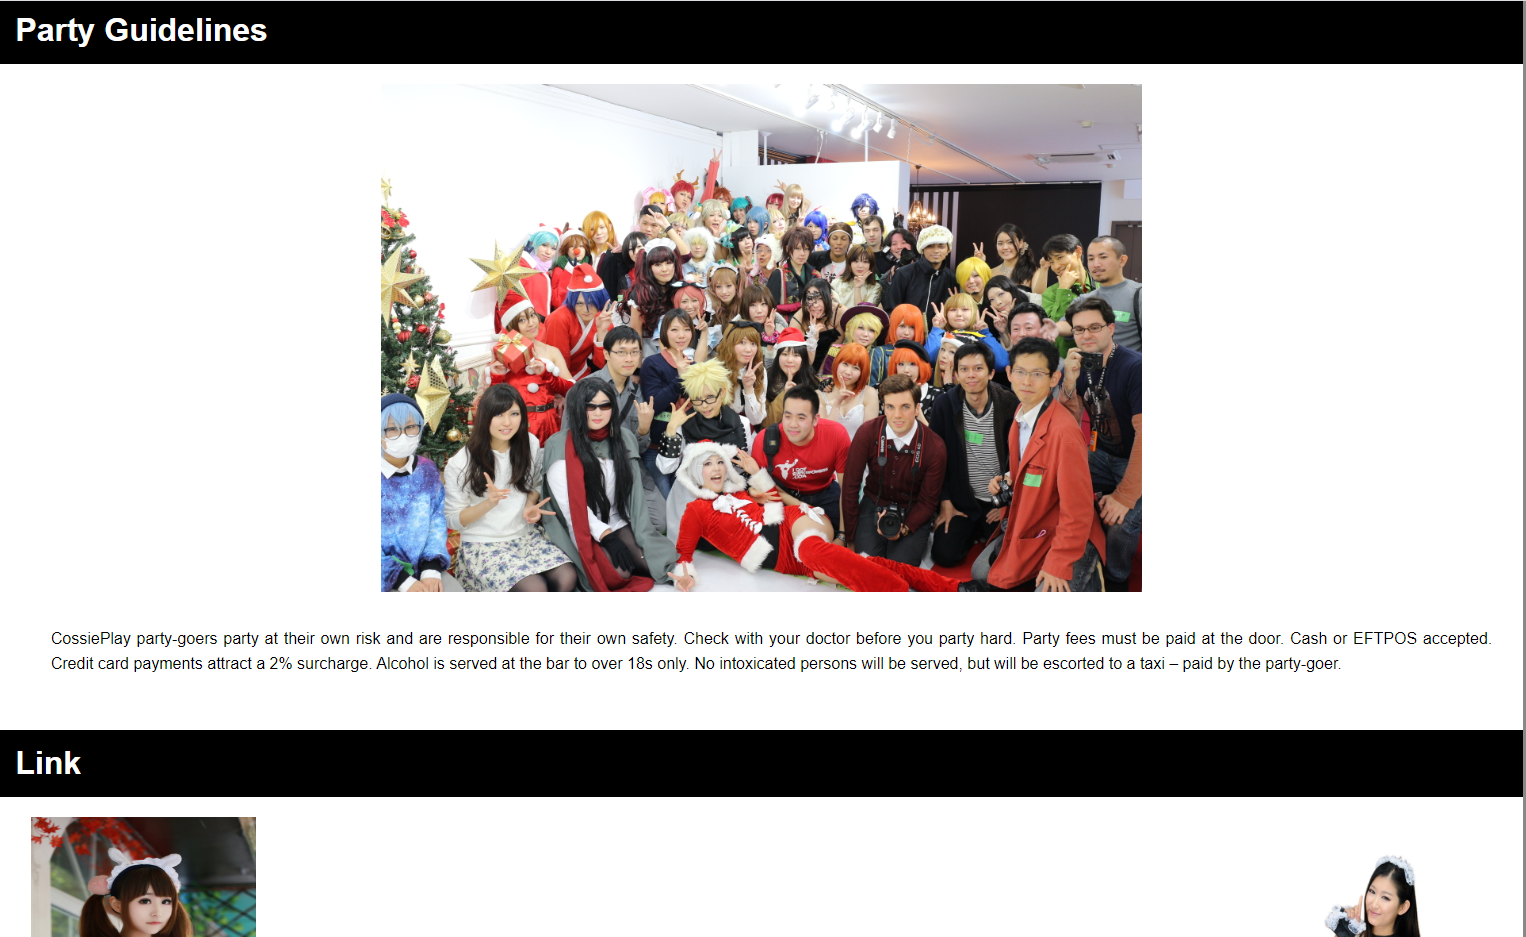 Party Guidelines
CossiePlay party-goers party at their own risk and are responsible for their own safety. Check with your doctor before you party hard. Party fees must be paid at the door. Cash or EFTPOS accepted.
Credit card payments attract a 2% surcharge. Alcohol is served at the bar to over 18s only. No intoxicated persons will be served, but will be escorted to a taxi – paid by the party-goer.
Link